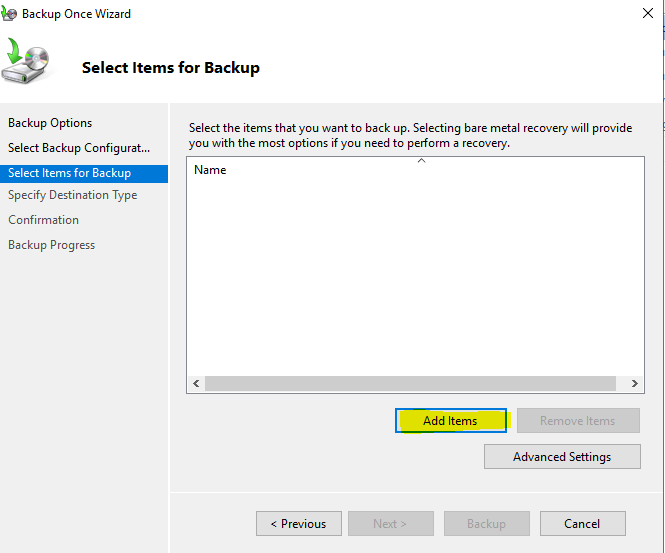 Backup Once Wizard
Select Items for Backup
Backup Options
Select Backup Configurat...
Select Items for Backup
Specify Destination Type
Confirmation
Backup Progress
Select the items that you want to back up. Selecting bare metal recovery will provide
you with the most options if you need to perform a recovery.
Name
Add Items
Remove Items
Advanced Settings
< Previous
Next >
Backup
Cancel